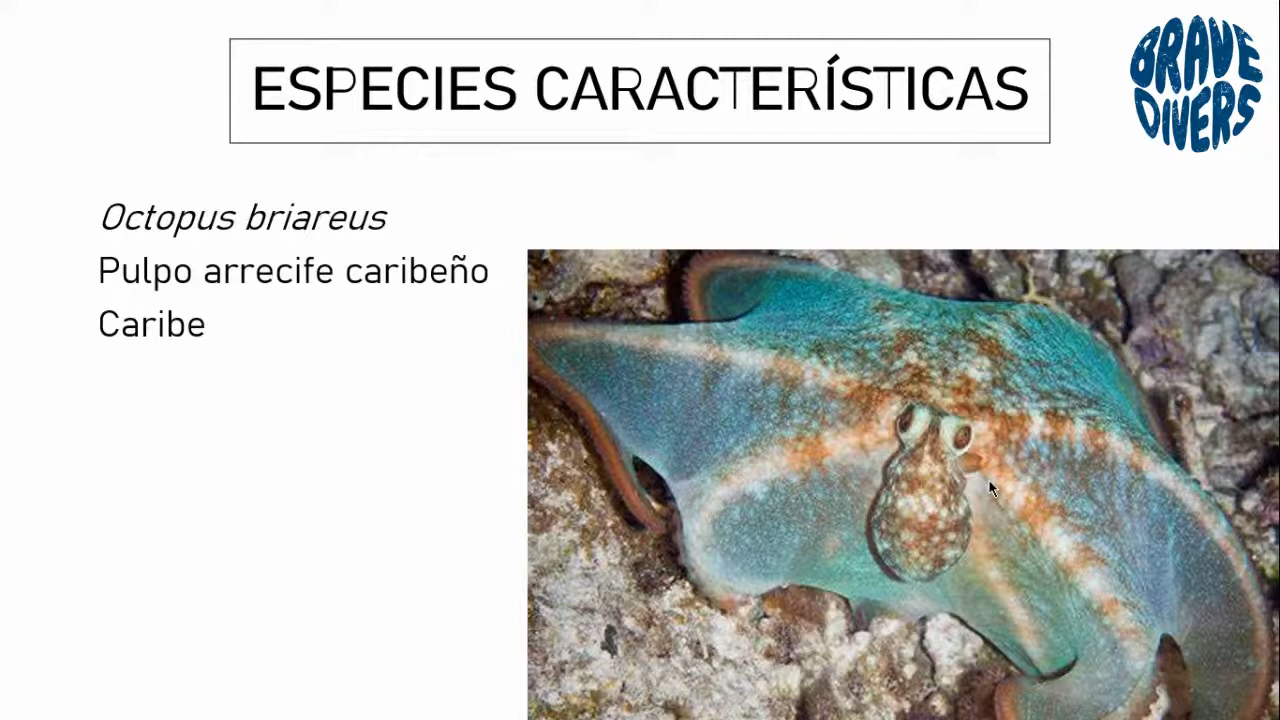 ESPECIES CARACTERÍSTICAS
BRAVE
DIVERS
Octopus briareus
Pulpo arrecife caribeño
Caribe